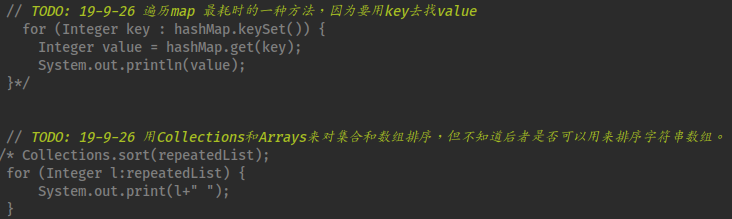 // TODO: 19-9-26 遍历map 最耗时的一种方法，因为要用key去找value
for (Integer key : hashMap.keySet()) {
Integer value = hashMap.get(key);
System.out.println(value);
}*/
// TODO: 19-9-26 用Collections和Arrays来对集合和数组排序，但不知道后者是否可以用来排序字符串数组。
/* Collections.sort(repeatedList);
for (Integer l:repeatedList) {
System.out.print(l+" ");
}